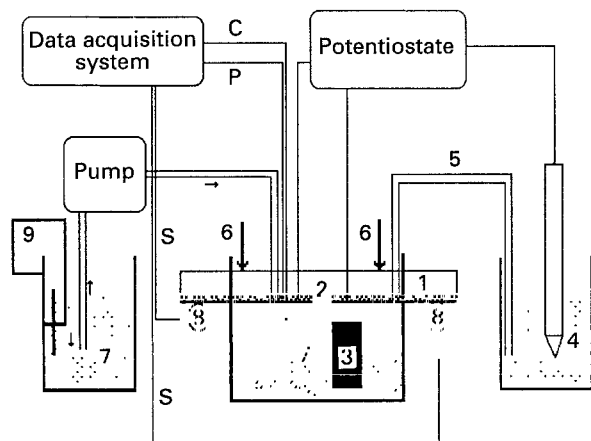 Data acquisition
system
C
P
Potentiostate
Pump
5
9
S
6
6
1
2
8
8
3
4
7
S